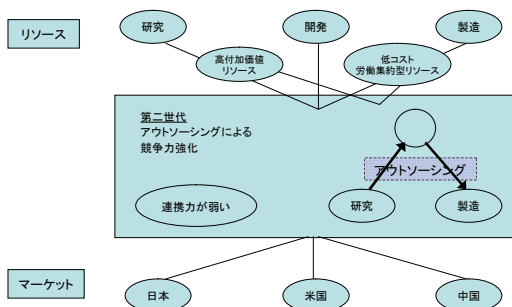 研究
開発
製造
リソース
高付加価値
リソース
低コスト
労働集約型リソース
第二世代
アウトソーシングによる
競争力強化
アウトソーシング
連携力が弱い
研究
製造
マーケット
日本
米国
中国